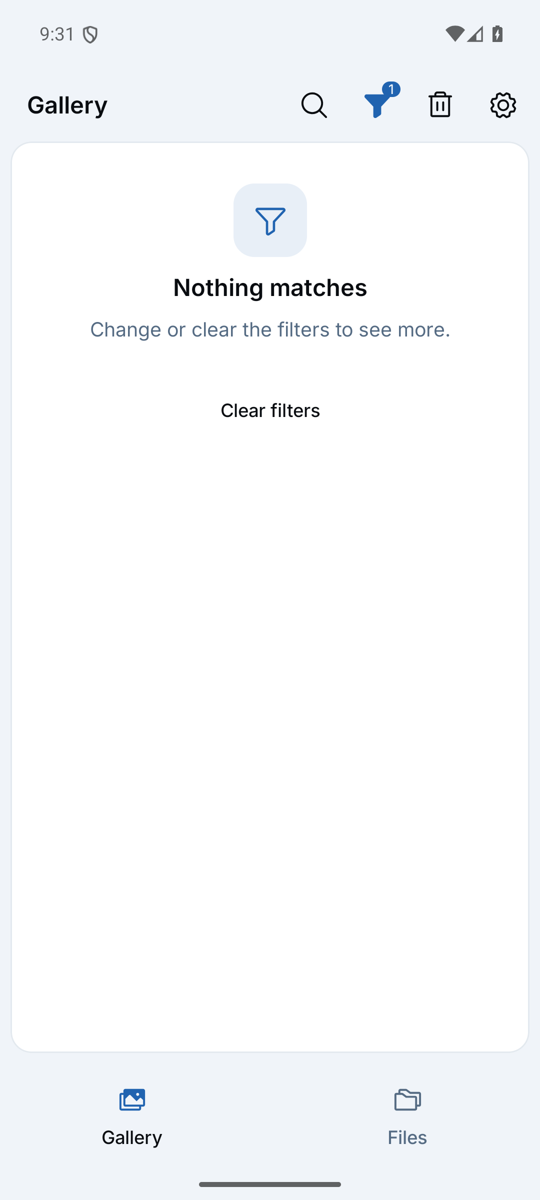 9:31
Gallery
1
Nothing matches
Change or clear the filters to see more.
Clear filters
Gallery
Files